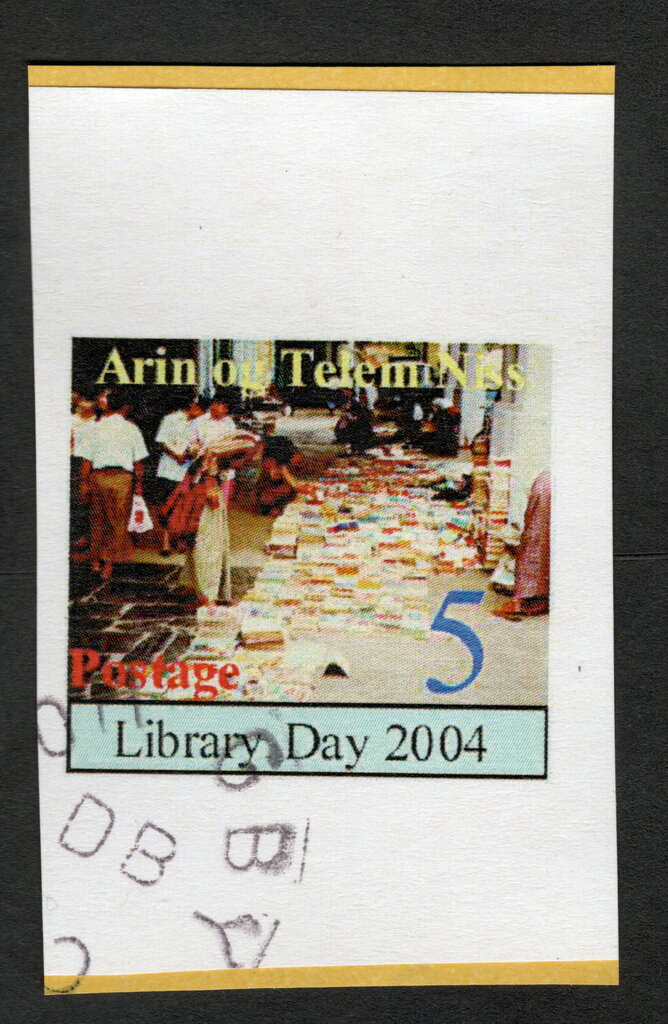 Arin og Telem Niss
Postage
5
Library Day 2004
O
G
D B
B
C